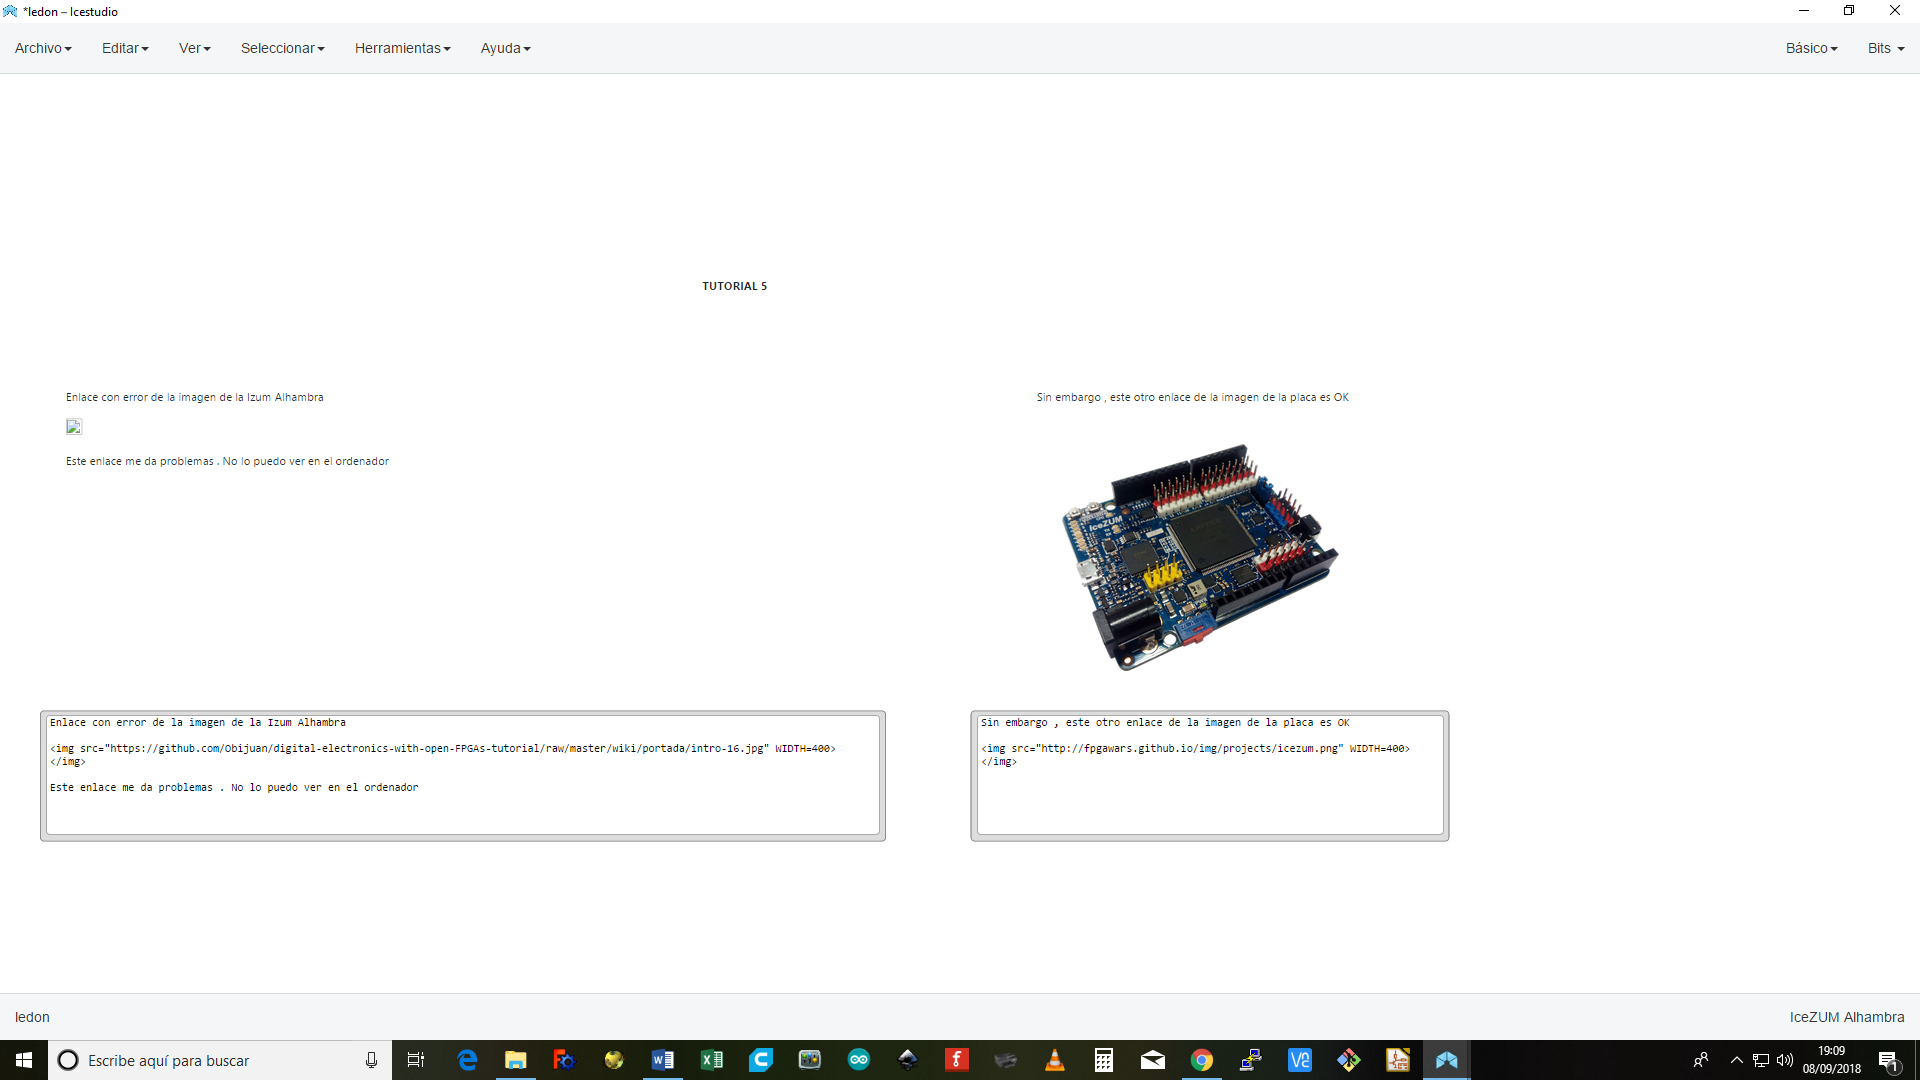 *ledon – Icestudio
Archivo Editar Ver Seleccionar Herramientas Ayuda Básico Bits
TUTORIAL 5
Enlace con error de la imagen de la Izum Alhambra
Este enlace me da problemas . No lo puedo ver en el ordenador
Sin embargo , este otro enlace de la imagen de la placa es OK
IceZUM
Enlace con error de la imagen de la Izum Alhambra
<img src="https://github.com/Obijuan/digital-electronics-with-open-FPGAs-tutorial/raw/master/wiki/portada/intro-16.jpg" WIDTH=400>
</img>
Este enlace me da problemas . No lo puedo ver en el ordenador
Sin embargo , este otro enlace de la imagen de la placa es OK
<img src="http://fpgawars.github.io/img/projects/icezum.png" WIDTH=400>
</img>
ledon
IceZUM Alhambra
Escribe aquí para buscar
19:09
08/09/2018
1